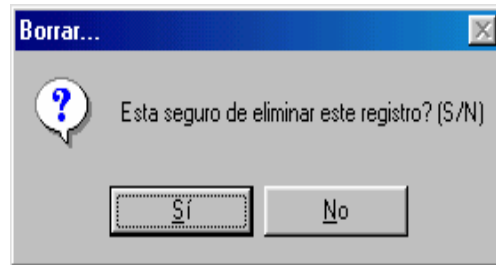 Borrar...
Esta seguro de eliminar este registro? (S/N)
Sí
No